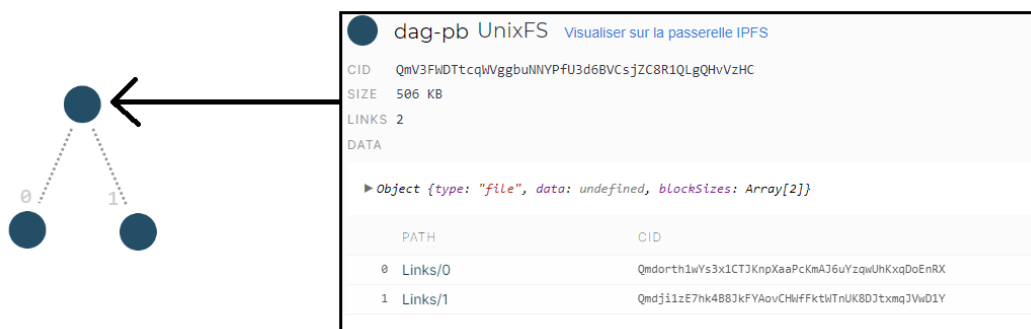 dag-pb UnixFS Visualiser sur la passerelle IPFS
CID QmV3FWDTtcqWVggbuNNYPfU3d6BVCsjZC8R1QLgQHvVzHC
SIZE 506 KB
LINKS 2
DATA
▶ Object {type: "file", data: undefined, blockSizes: Array[2]}
PATH CID
0 Links/0 Qmdorth1wYs3x1CTJKnpXaaPcKmAJ6uYzqwUhKxqDoEnRX
1 Links/1 Qmdji1zE7hk4B8JkFYAovCHWfFktWTnUK8DJtxmqJVwD1Y
0 1